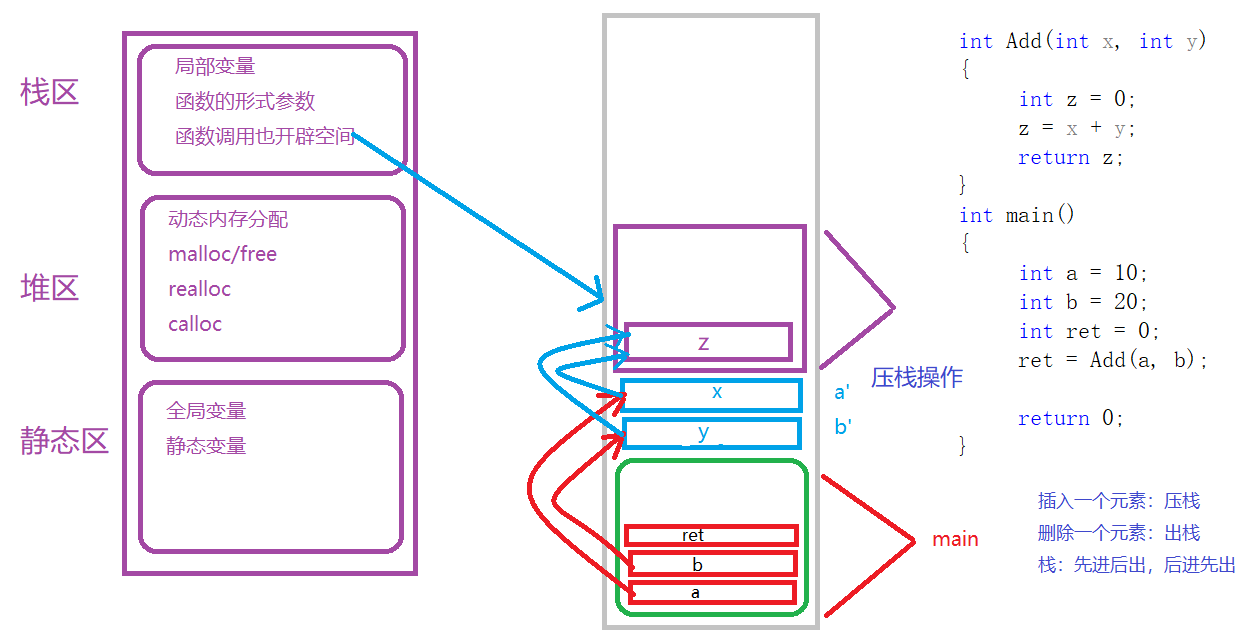 栈区
局部变量
函数的形式参数
函数调用也开辟空间
堆区
动态内存分配
malloc/free
realloc
calloc
静态区
全局变量
静态变量
z
x
y
ret
b
a
a'
b'
压栈操作
main
int Add(int x, int y)
{
int z = 0;
z = x + y;
return z;
}
int main()
{
int a = 10;
int b = 20;
int ret = 0;
ret = Add(a, b);
return 0;
}
插入一个元素：压栈
删除一个元素：出栈
栈：先进后出，后进先出